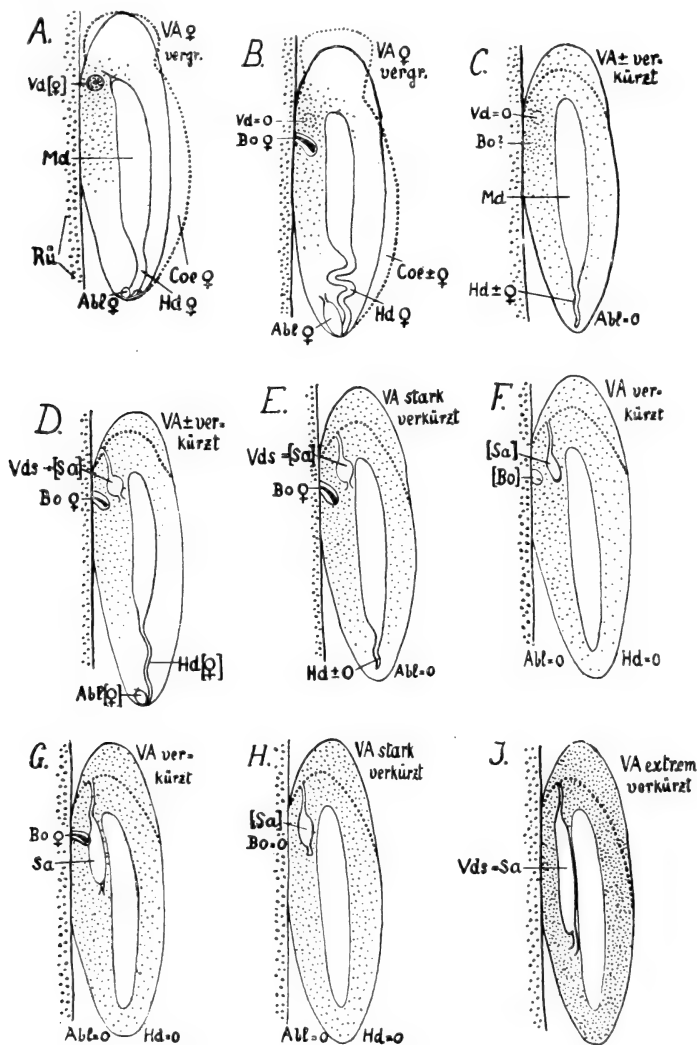 A.
VA ♀
vergr.
Vd[♀]
Md
Rü
Coe ♀
Abl ♀
Hd ♀
B.
VA ♀
vergr.
Vd=0
Bo ♀
Coe±♀
Abl ♀
Hd ♀
C.
VA± ver-
kürzt
Vd=0
Bo?
Md
Hd±♀
Abl=0
D.
VA± ver-
kürzt
Vds→[Sa]
Bo ♀
Hd[♀]
Abl[♀]
E.
VA stark
verkürzt
Vds→[Sa]
Bo ♀
Hd±0
Abl=0
F.
VA ver-
kürzt
[Sa]
[Bo]
Abl=0
Hd=0
G.
VA ver-
kürzt
Bo ♀
Sa
Abl=0
Hd=0
H.
VA stark
verkürzt
[Sa]
Bo=0
Abl=0
Hd=0
J.
VA extrem
verkürzt
Vds=Sa